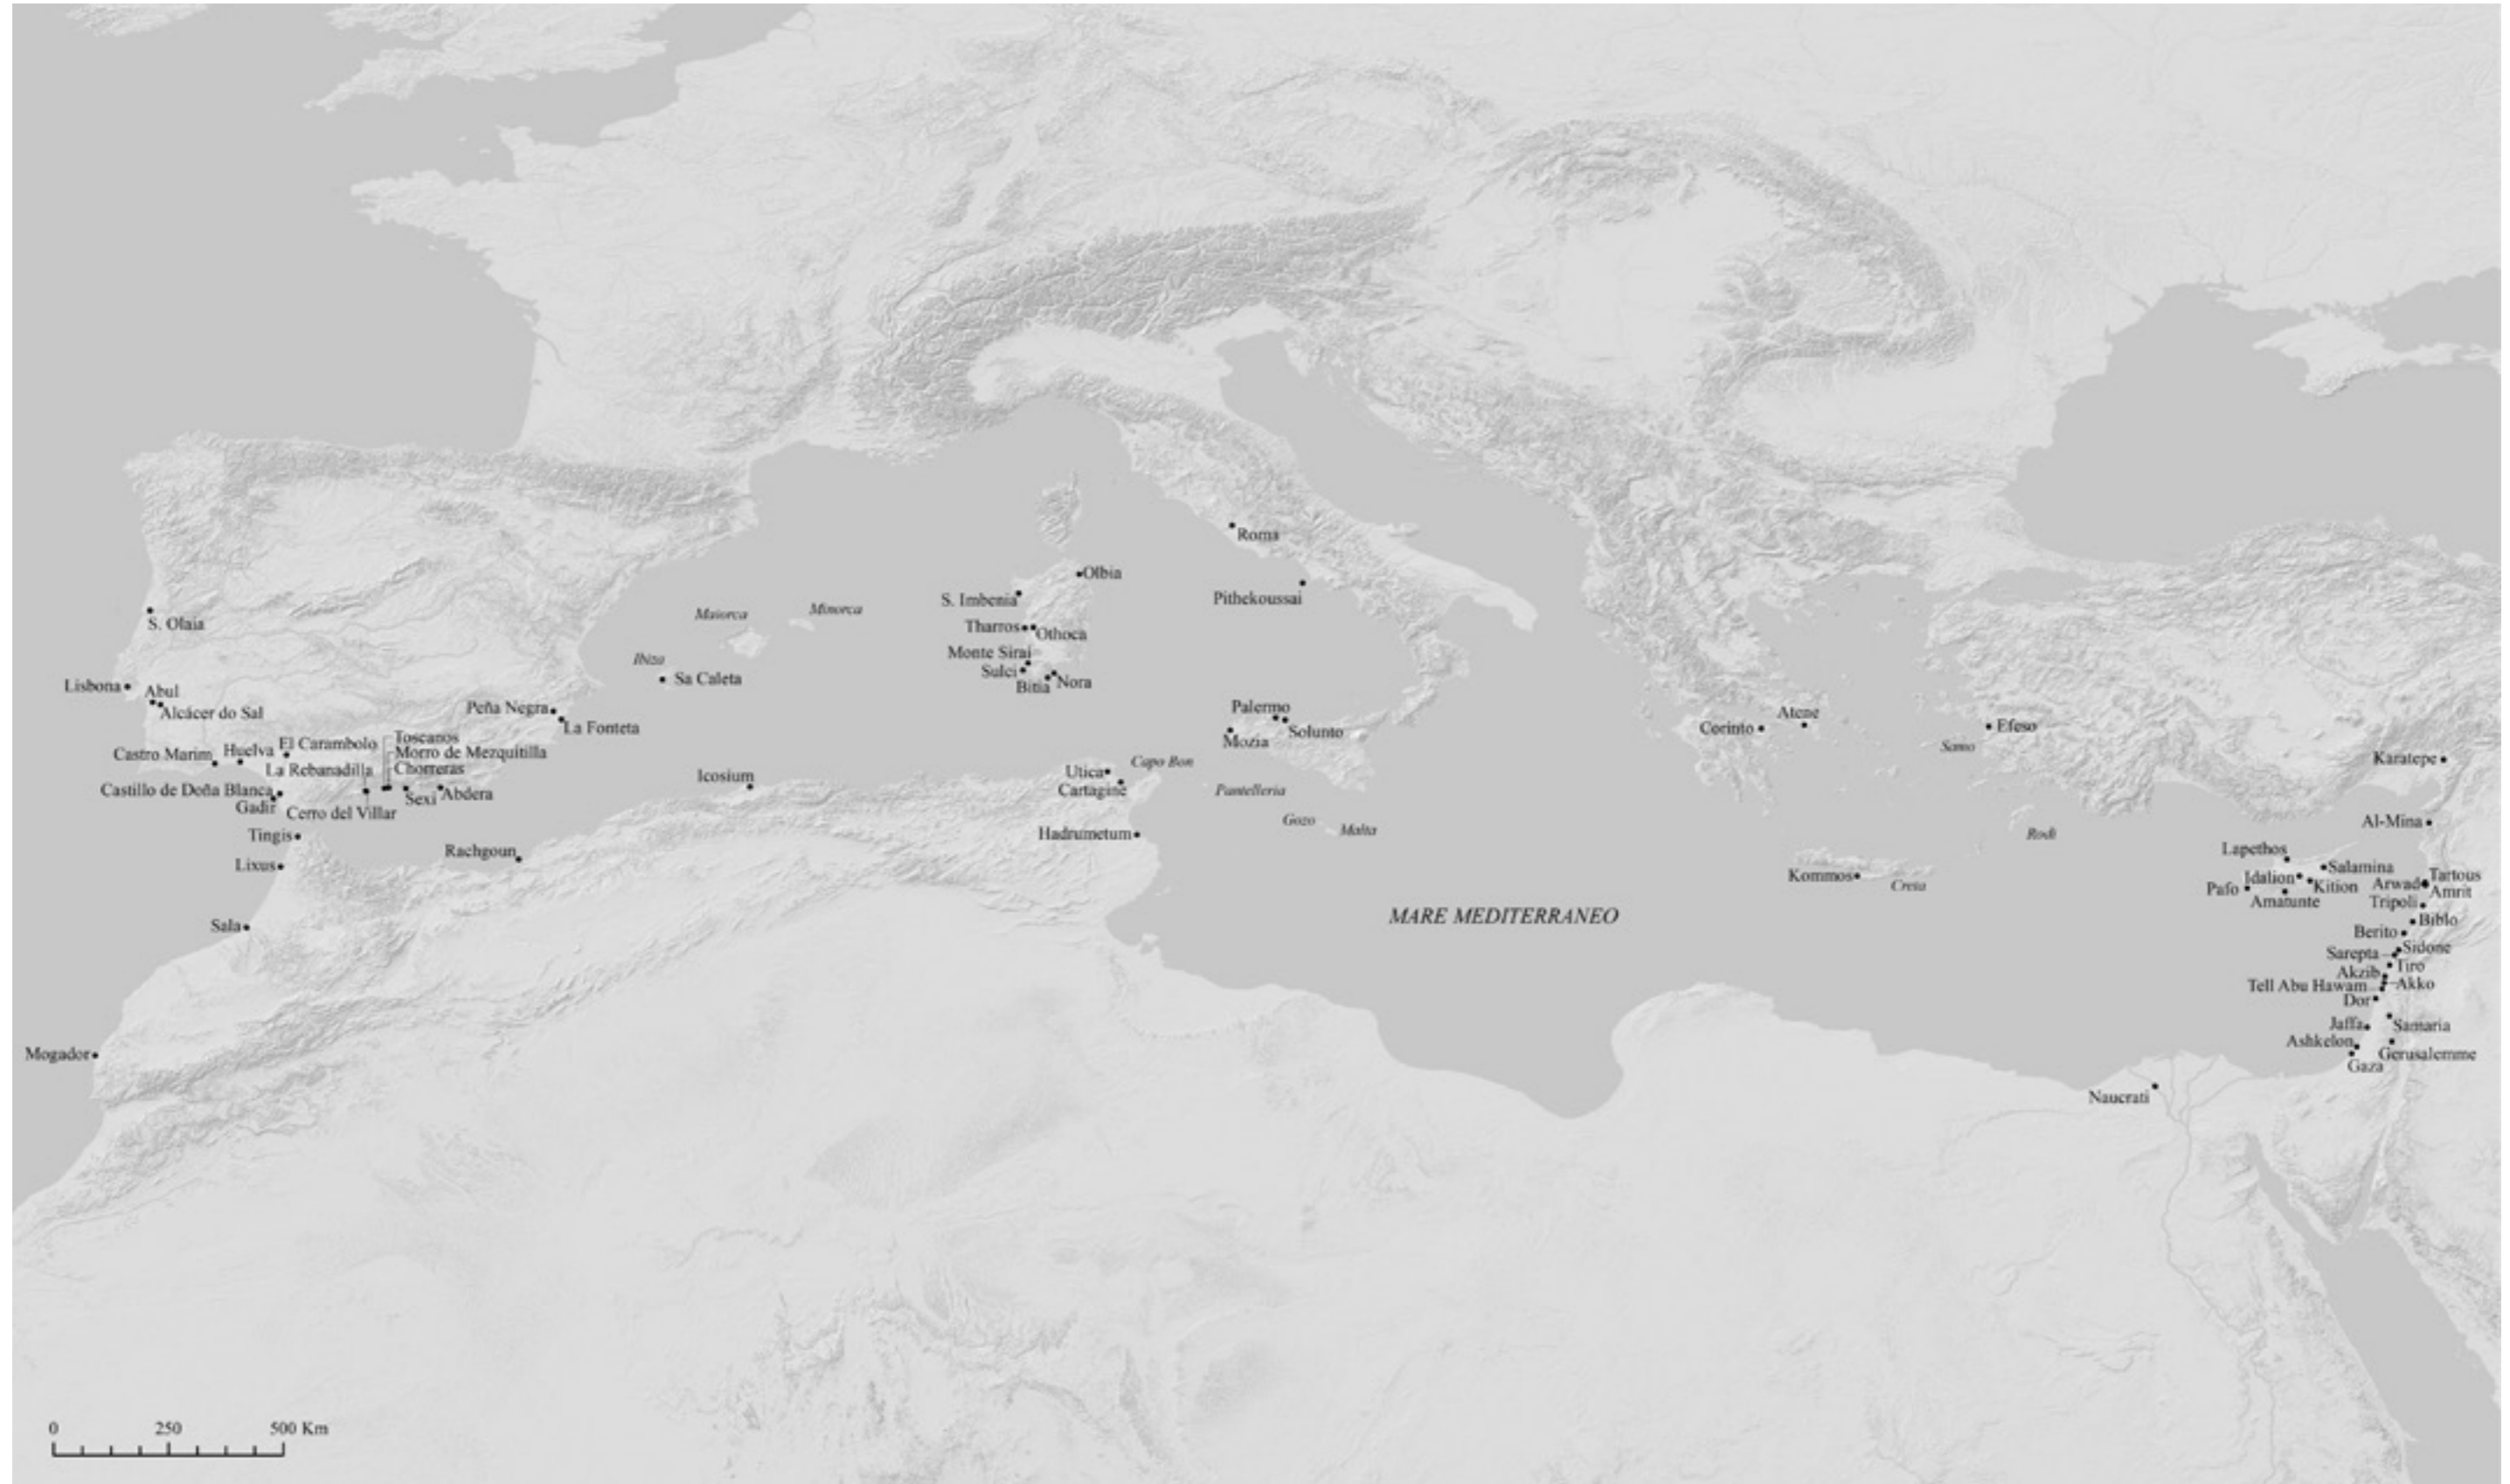 Roma
Olbia
S. Imbenia
Pithekoussai
Minorca
Maiorca
S. Olaia
Tharros
Othoca
Monte Sirai
Ibiza
Sulci
Sa Caleta
Bitia
Nora
Lisbona
Abul
Alcácer do Sal
Peña Negra
La Fonteta
Palermo
Solunto
Mozia
Corinto
Atene
Efeso
Samo
Toscanos
El Carambolo
Huelva
Castro Marim
Morro de Mezquitilla
Karatepe
La Rebanadilla
Chorreras
Icosium
Utica
Capo Bon
Cartagine
Castillo de Doña Blanca
Gadir
Cerro del Villar
Sexi
Abdera
Pantelleria
Gozo
Malta
Al-Mina
Tingis
Hadrumetum
Rodi
Rachgoun
Lapethos
Lixus
Salamina
Idalion
Kition
Kommos
Creta
Pafo
Amatunte
Arwad
Tartous
Amrit
Tripoli
MARE MEDITERRANEO
Sala
Biblo
Berito
Sidone
Sarepta
Tiro
Akzib
Akko
Tell Abu Hawam
Dor
Jaffa
Samaria
Ashkelon
Gerusalemme
Gaza
Mogador
Naucrati
0 250 500 Km